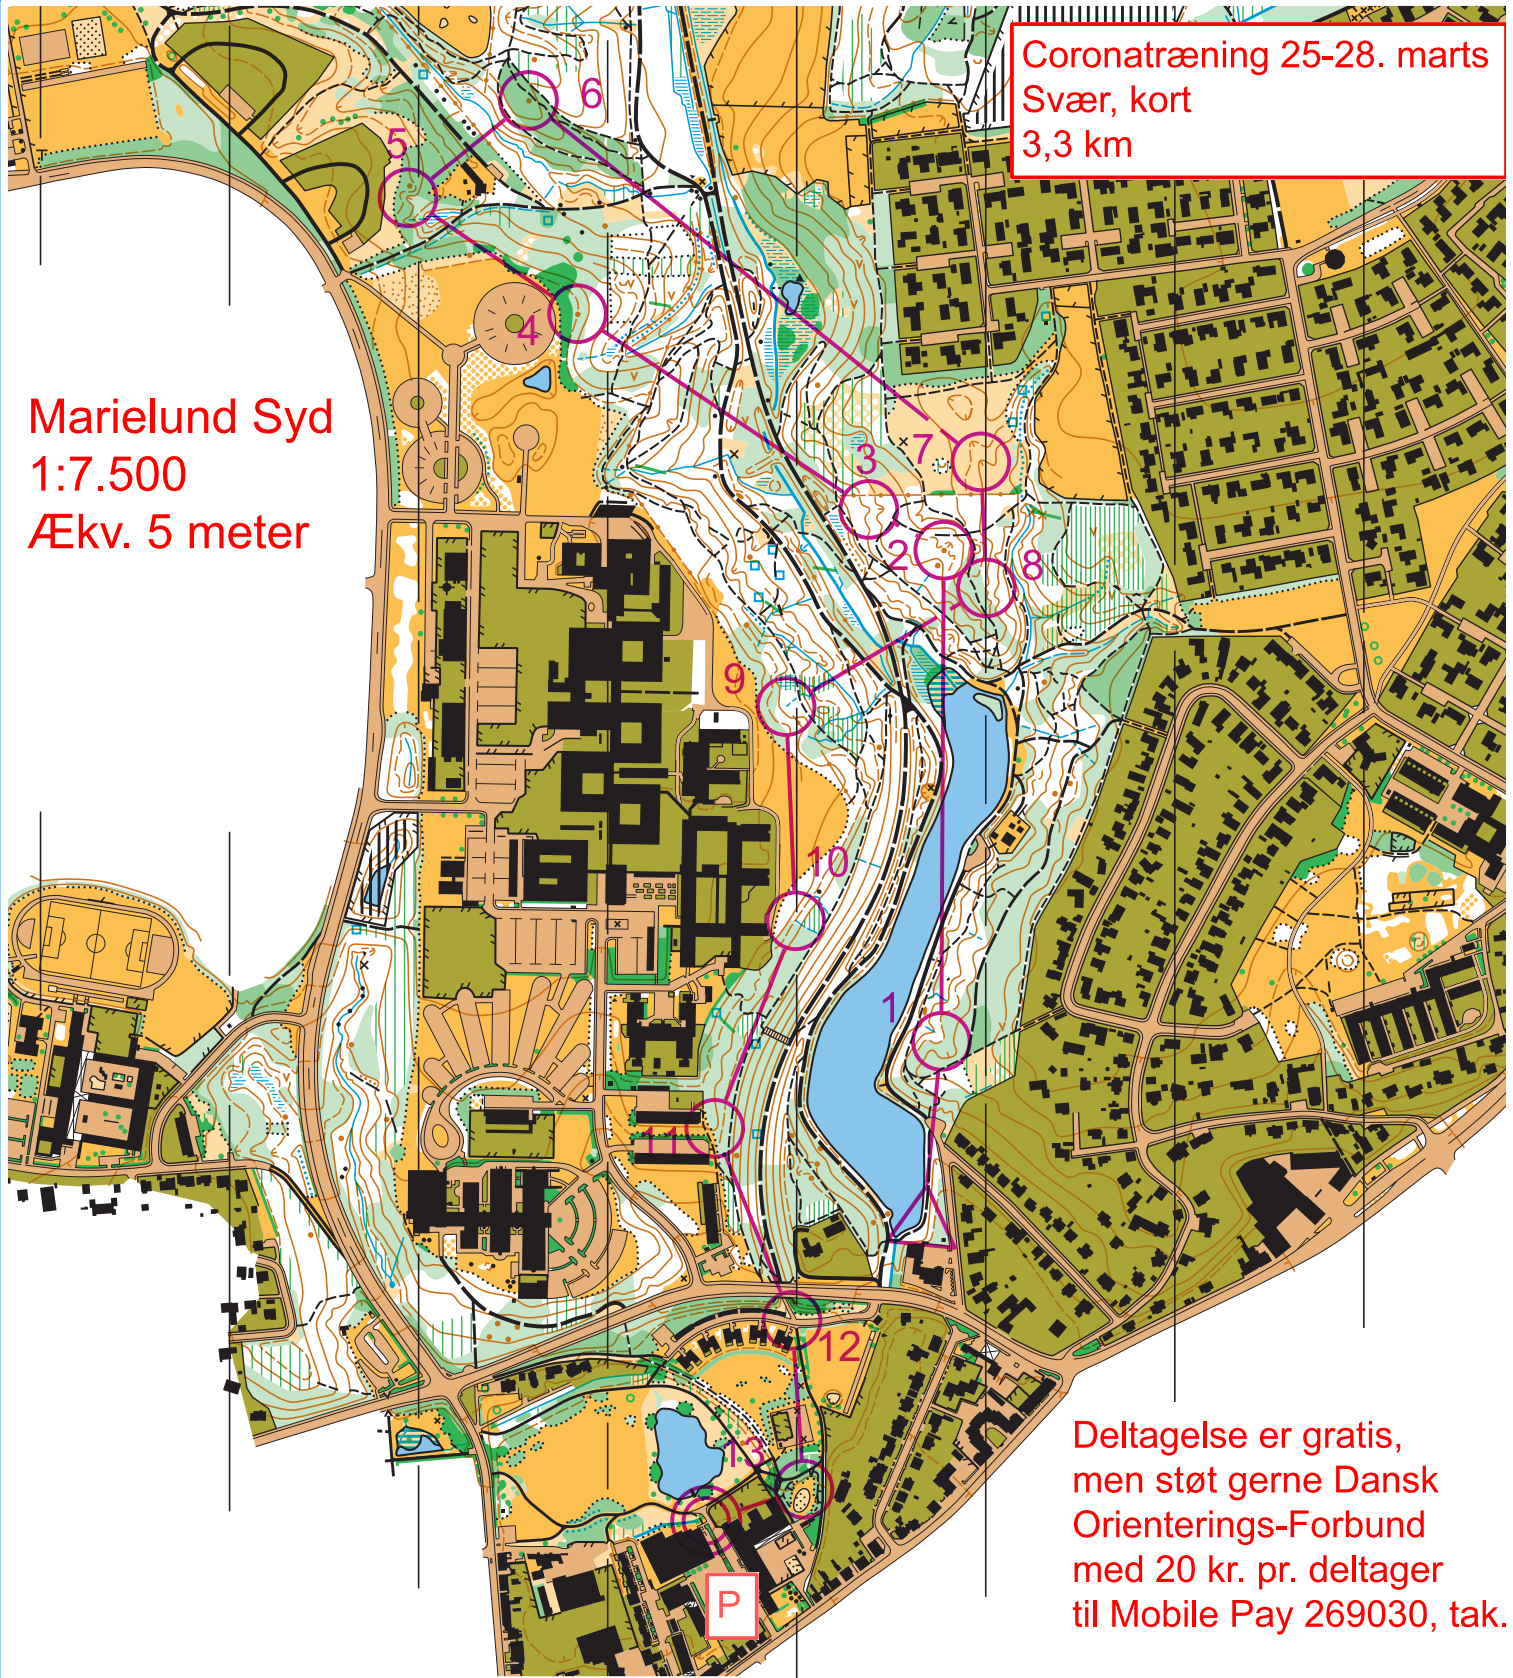 Coronatræning 25-28. marts
Svær, kort
3,3 km
6
5
4
Marielund Syd
1:7.500
Ækv. 5 meter
7
3
2
8
9
10
1
11
12
13
P
Deltagelse er gratis,
men støt gerne Dansk
Orienterings-Forbund
med 20 kr. pr. deltager
til Mobile Pay 269030, tak.